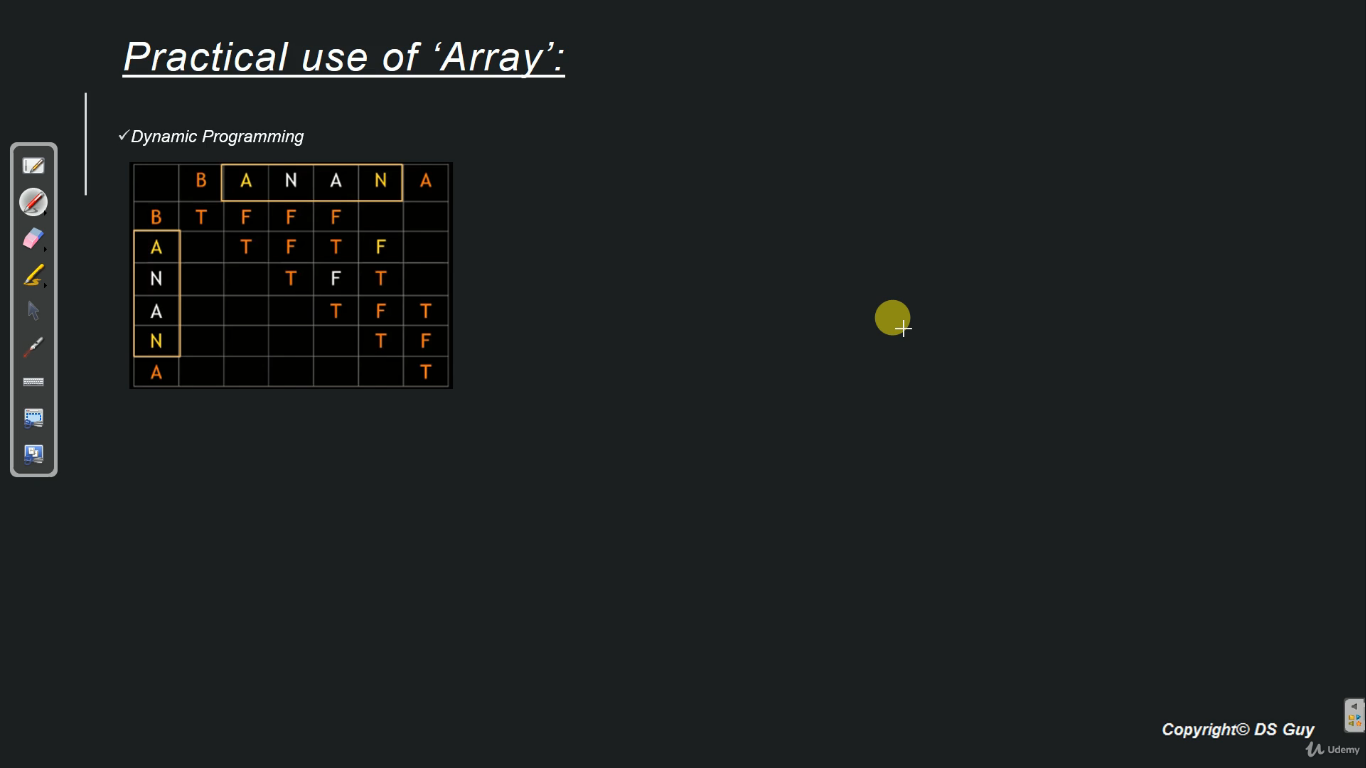 Practical use of ‘Array’:
✓Dynamic Programming
B A N A N A
B T F F F
A T F T F
N T F T
A T F T
N T F
A T
Copyright© DS Guy
Udemy